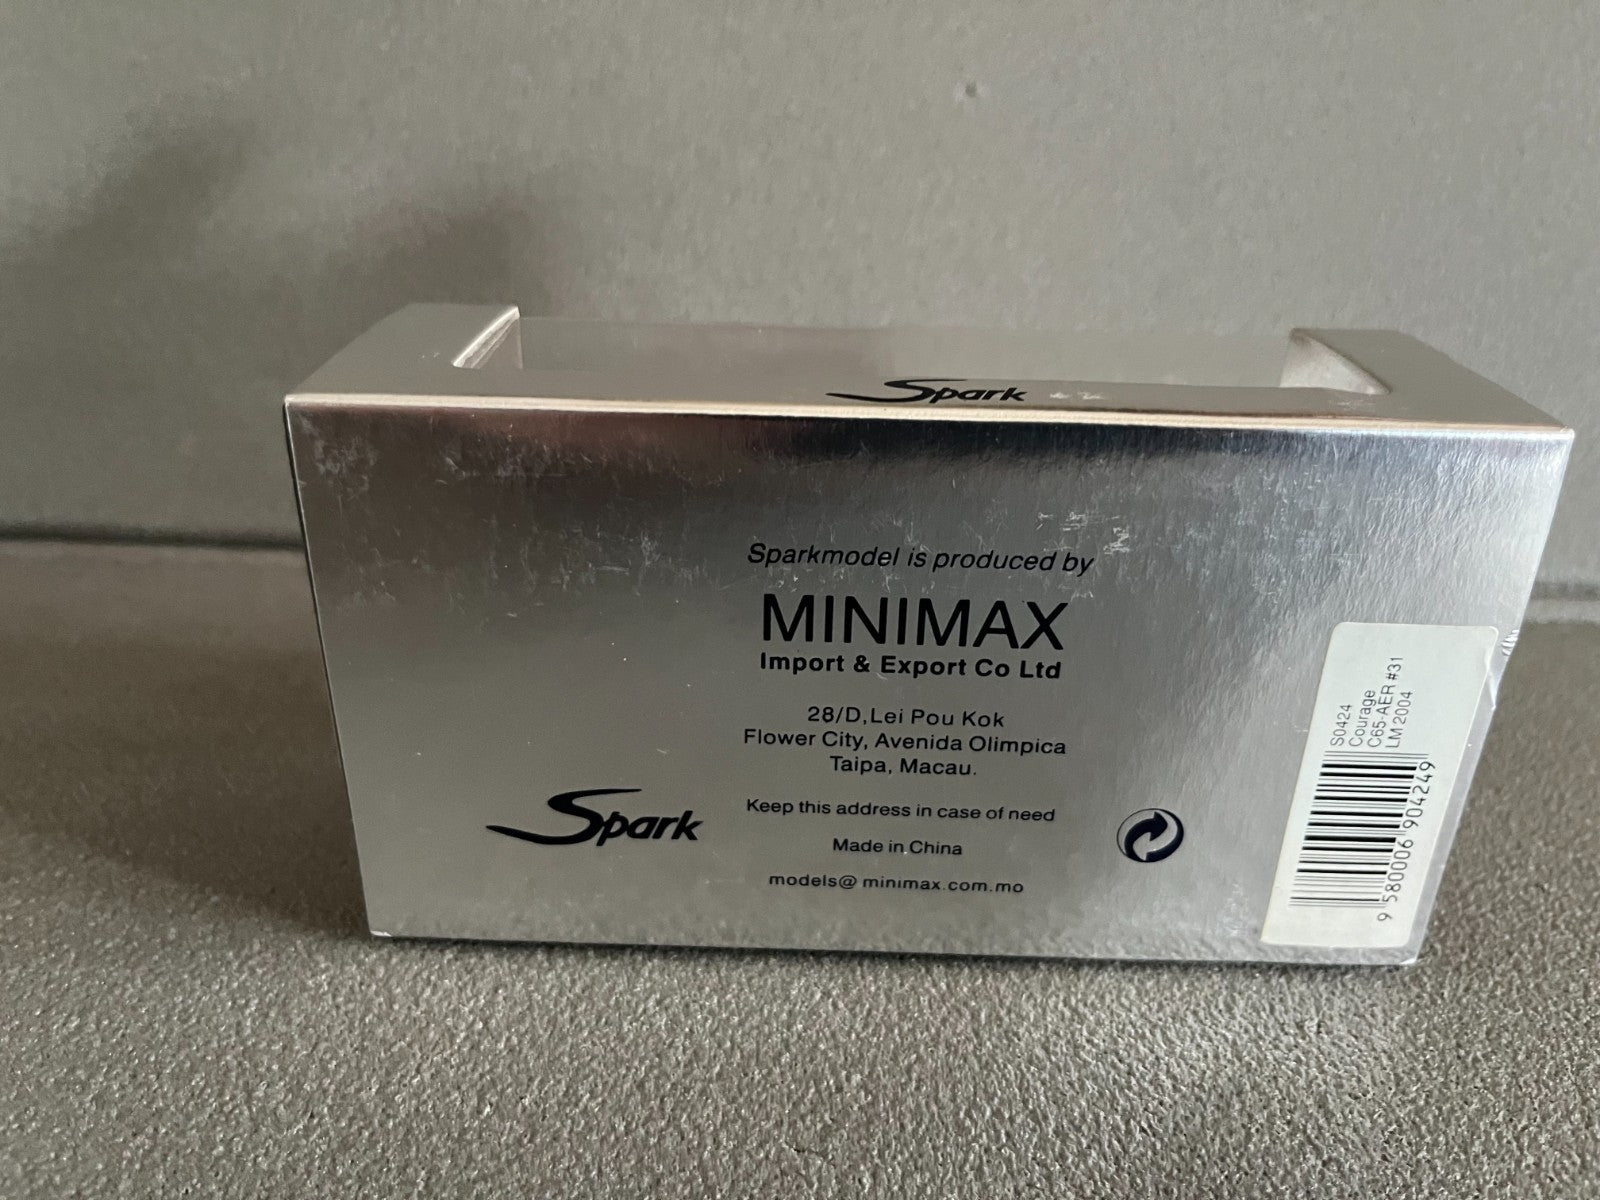 Spark
Sparkmodel is produced by
MINIMAX
Import & Export Co Ltd
28/D,Lei Pou Kok
Flower City, Avenida Olimpica
Taipa, Macau.
Keep this address in case of need
Made in China
models@ minimax.com.mo
Spark
S0424
Courage
C65-AER #31
LM 2004
9 580006 904249